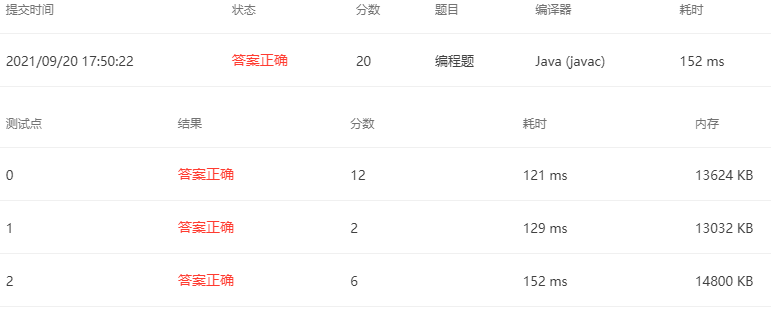 提交时间 状态 分数 题目 编译器 耗时
2021/09/20 17:50:22 答案正确 20 编程题 Java (javac) 152 ms
测试点 结果 分数 耗时 内存
0 答案正确 12 121 ms 13624 KB
1 答案正确 2 129 ms 13032 KB
2 答案正确 6 152 ms 14800 KB